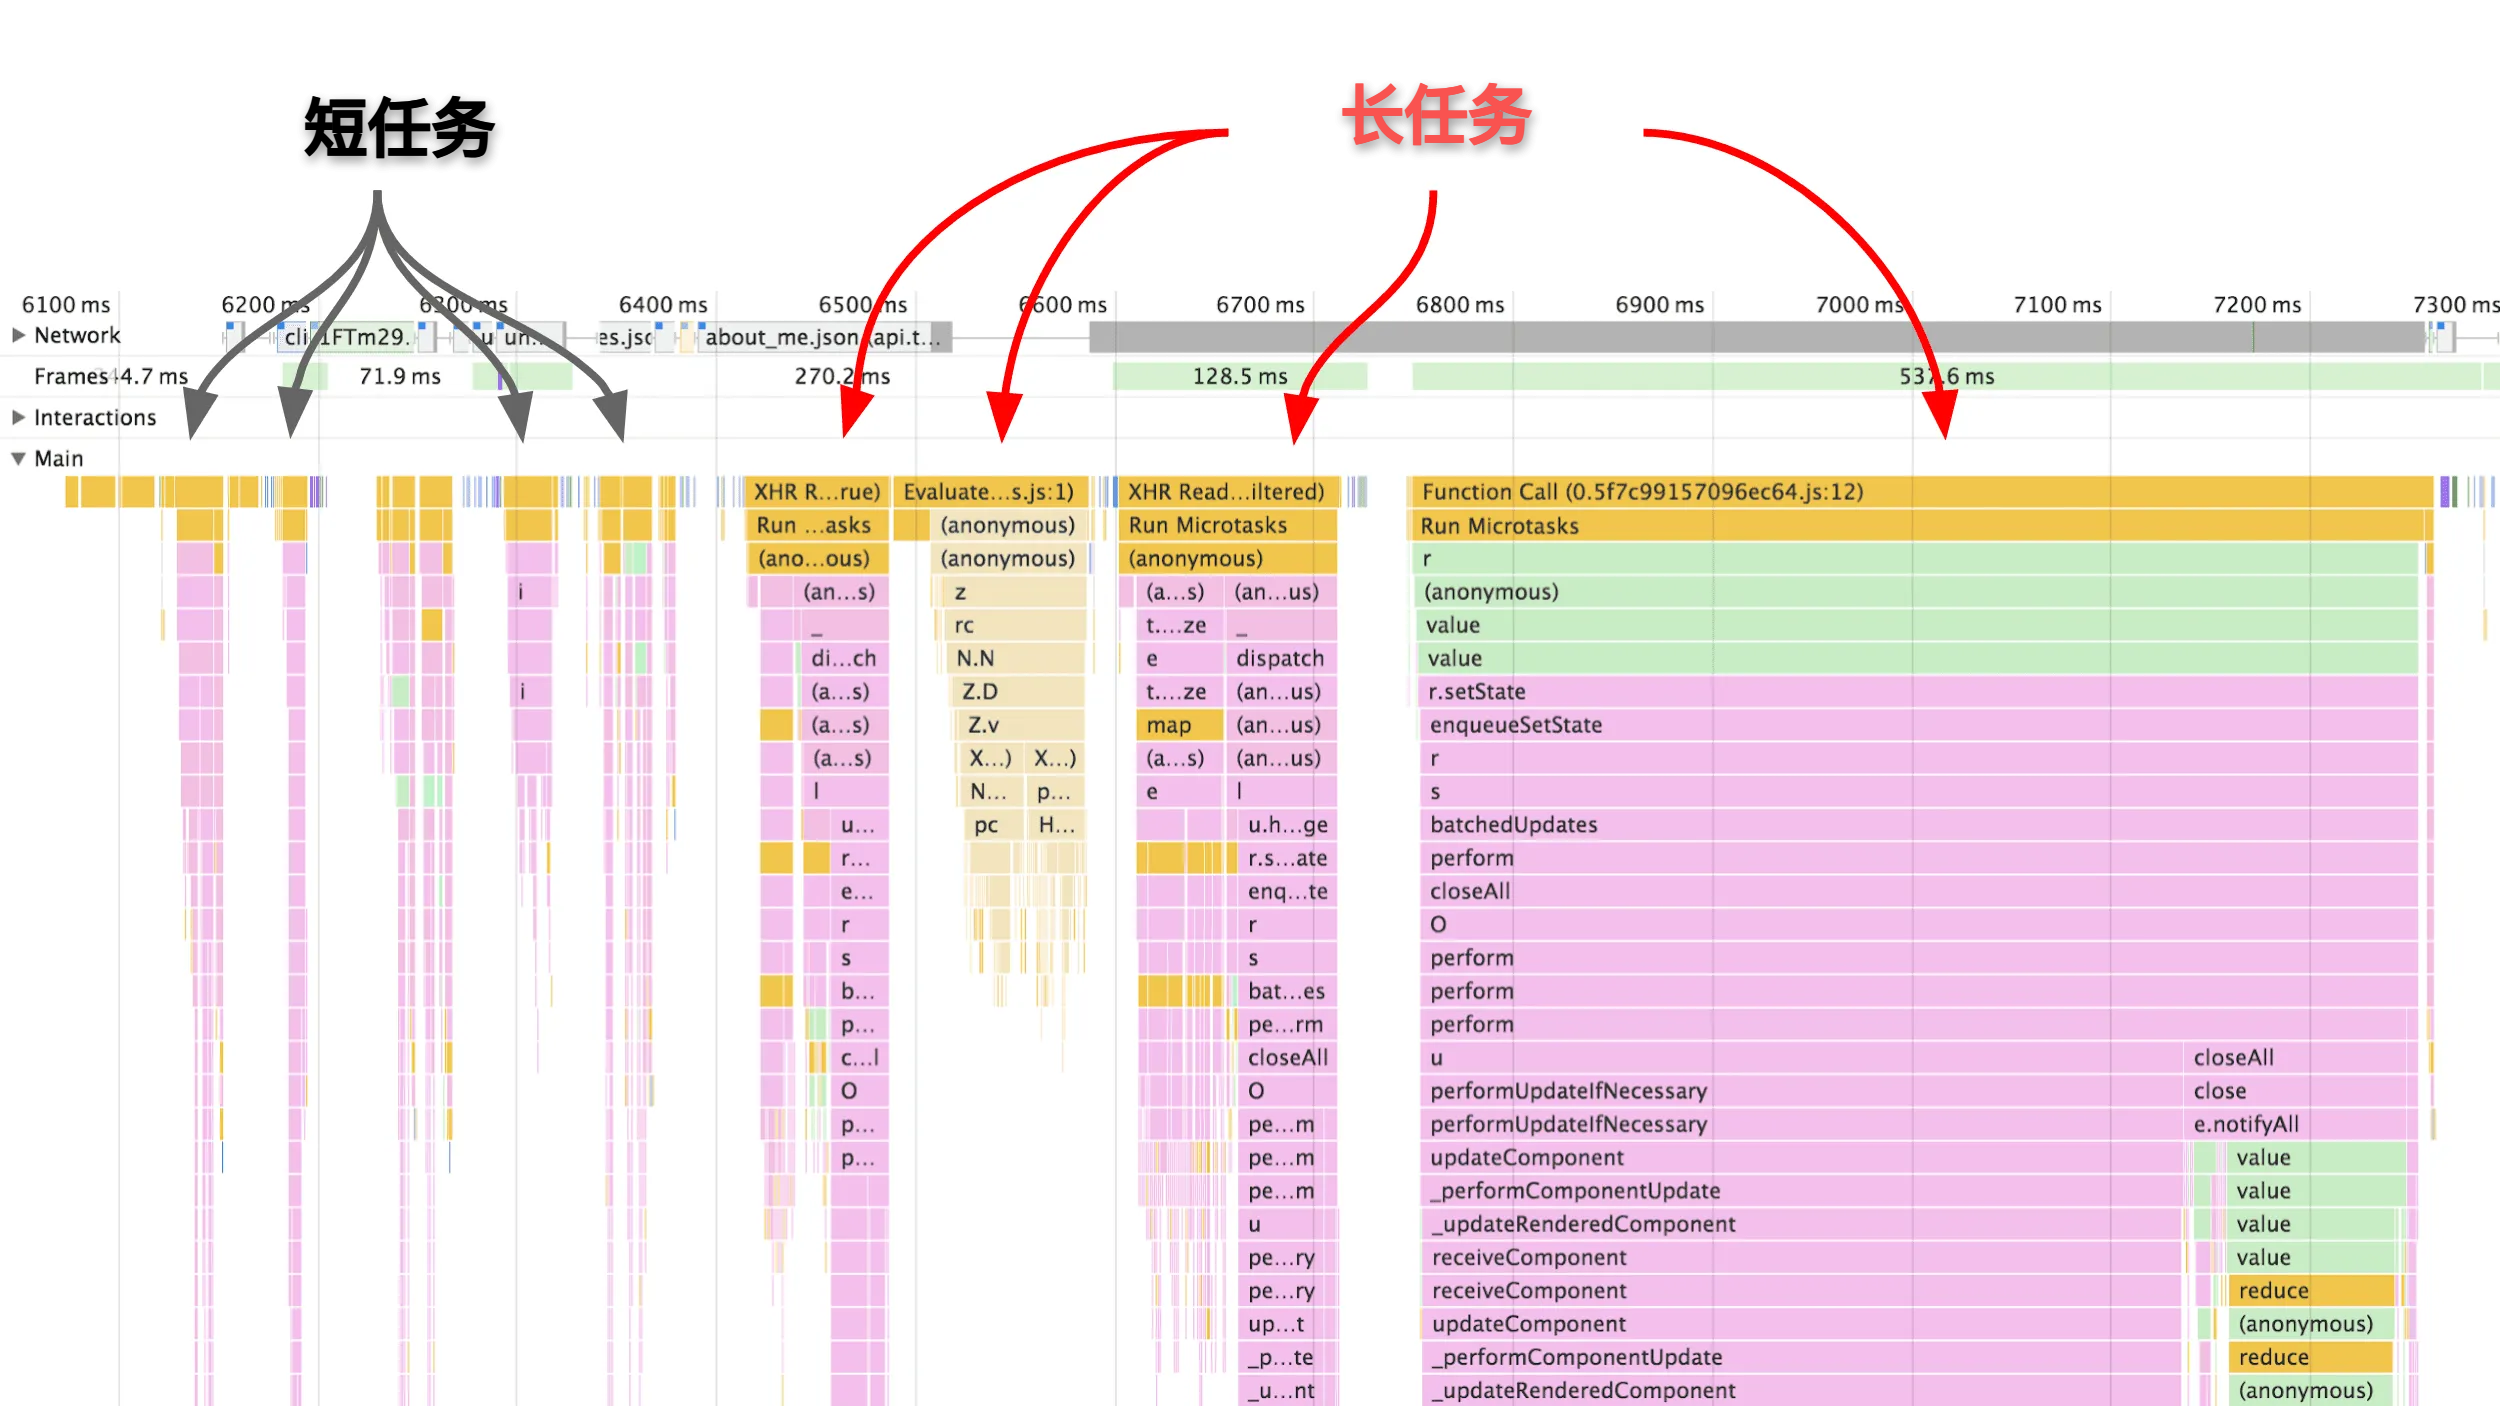 短任务
长任务
6100 ms 6200 ms 6300 ms 6400 ms 6500 ms 6600 ms 6700 ms 6800 ms 6900 ms 7000 ms 7100 ms 7200 ms 7300 ms
Network cli 1FTm29. u un... es.jsc about_me.json (api.t…
Frames 44.7 ms 71.9 ms 270.2 ms 128.5 ms 537.6 ms
Interactions
Main
XHR R…rue) Evaluate…s.js:1) XHR Read…iltered) Function Call (0.5f7c99157096ec64.js:12)
Run …asks (anonymous) Run Microtasks Run Microtasks
(ano…ous) (anonymous) (anonymous) r
i (an…s) z (a…s) (an…us) (anonymous)
_ rc t.…ze _ value
di…ch N.N e dispatch value
i (a…s) Z.D t.…ze (an…us) r.setState
(a…s) Z.v map (an…us) enqueueSetState
(a…s) X…) X…) (a…s) (an…us) r
l N… p… e l s
u… pc H… u.h…ge batchedUpdates
r… r.s…ate perform
e… enq…te closeAll
r r O
s s perform
b… bat…es perform
p… pe…rm perform
c…l closeAll u closeAll
O O performUpdateIfNecessary close
p… pe…m performUpdateIfNecessary e.notifyAll
p… pe…m updateComponent value
pe…m _performComponentUpdate value
u _updateRenderedComponent value
pe…ry receiveComponent value
pe…ry receiveComponent reduce
up…t updateComponent (anonymous)
_p…te _performComponentUpdate reduce
_u…nt _updateRenderedComponent (anonymous)